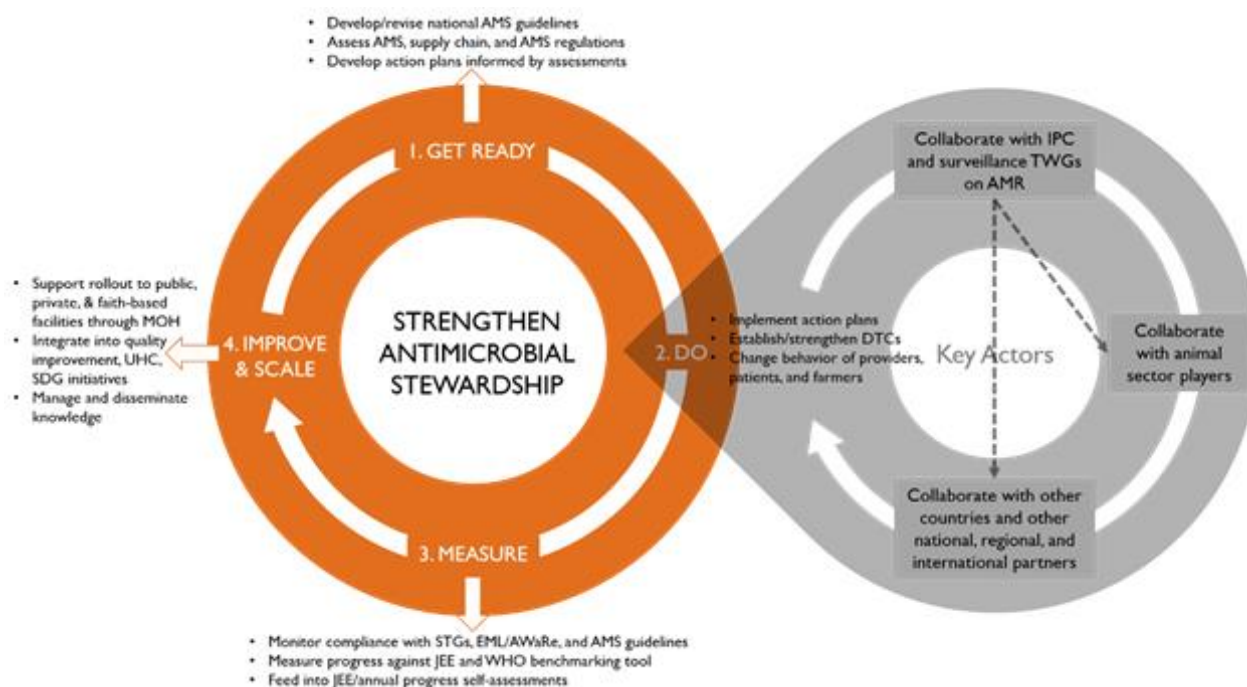 • Develop/revise national AMS guidelines
• Assess AMS, supply chain, and AMS regulations
• Develop action plans informed by assessments
1. GET READY
STRENGTHEN
ANTIMICROBIAL
STEWARDSHIP
2. DO
• Implement action plans
• Establish/strengthen DTCs
• Change behavior of providers,
patients, and farmers
3. MEASURE
• Monitor compliance with STGs, EML/AWaRe, and AMS guidelines
• Measure progress against JEE and WHO benchmarking tool
• Feed into JEE/annual progress self-assessments
4. IMPROVE
& SCALE
• Support rollout to public,
private, & faith-based
facilities through MOH
• Integrate into quality
improvement, UHC,
SDG initiatives
• Manage and disseminate
knowledge
Key Actors
Collaborate with IPC
and surveillance TWGs
on AMR
Collaborate
with animal
sector players
Collaborate with other
countries and other
national, regional, and
international partners